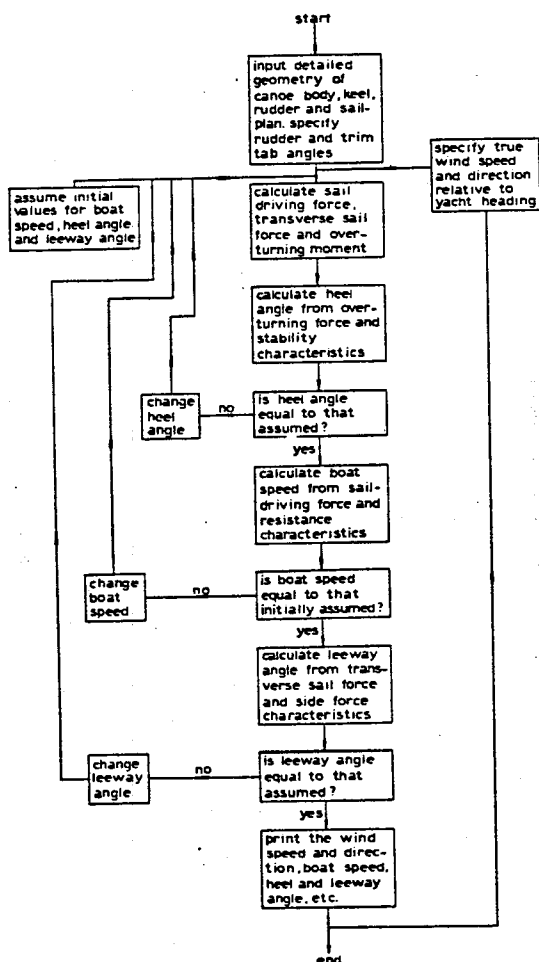 start
input detailed
geometry of
canoe body, keel,
rudder and sail-
plan. specify
rudder and trim
tab angles
specify true
wind speed
and direction
relative to
yacht heading
assume initial
values for boat
speed, heel angle
and leeway angle
calculate sail
driving force,
transverse sail
force and over-
turning moment
calculate heel
angle from over-
turning force and
stability
characteristics
change
heel
angle
no
is heel angle
equal to that
assumed?
yes
calculate boat
speed from sail-
driving force and
resistance
characteristics
change
boat
speed
no
is boat speed
equal to that
initially assumed?
yes
calculate leeway
angle from trans-
verse sail force
and side force
characteristics
change
leeway
angle
no
is leeway angle
equal to that
assumed?
yes
print the wind
speed and direc-
tion, boat speed,
heel and leeway
angle, etc.
end